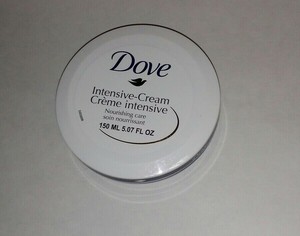 Dove
Intensive-Cream
Crème intensive
Nourishing care
soin nourrissant
150 ML 5.07 FL OZ